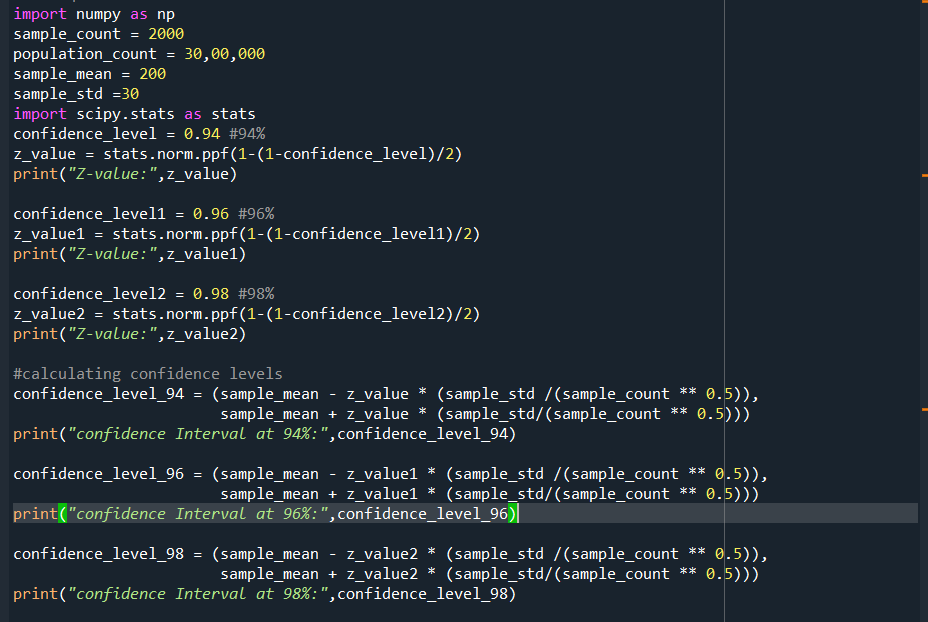 import numpy as np
sample_count = 2000
population_count = 30,00,000
sample_mean = 200
sample_std =30
import scipy.stats as stats
confidence_level = 0.94 #94%
z_value = stats.norm.ppf(1-(1-confidence_level)/2)
print("Z-value:",z_value)

confidence_level1 = 0.96 #96%
z_value1 = stats.norm.ppf(1-(1-confidence_level1)/2)
print("Z-value:",z_value1)

confidence_level2 = 0.98 #98%
z_value2 = stats.norm.ppf(1-(1-confidence_level2)/2)
print("Z-value:",z_value2)

#calculating confidence levels
confidence_level_94 = (sample_mean - z_value * (sample_std /(sample_count ** 0.5)),
                       sample_mean + z_value * (sample_std/(sample_count ** 0.5)))
print("confidence Interval at 94%:",confidence_level_94)

confidence_level_96 = (sample_mean - z_value1 * (sample_std /(sample_count ** 0.5)),
                       sample_mean + z_value1 * (sample_std/(sample_count ** 0.5)))
print("confidence Interval at 96%:",confidence_level_96)

confidence_level_98 = (sample_mean - z_value2 * (sample_std /(sample_count ** 0.5)),
                       sample_mean + z_value2 * (sample_std/(sample_count ** 0.5)))
print("confidence Interval at 98%:",confidence_level_98)